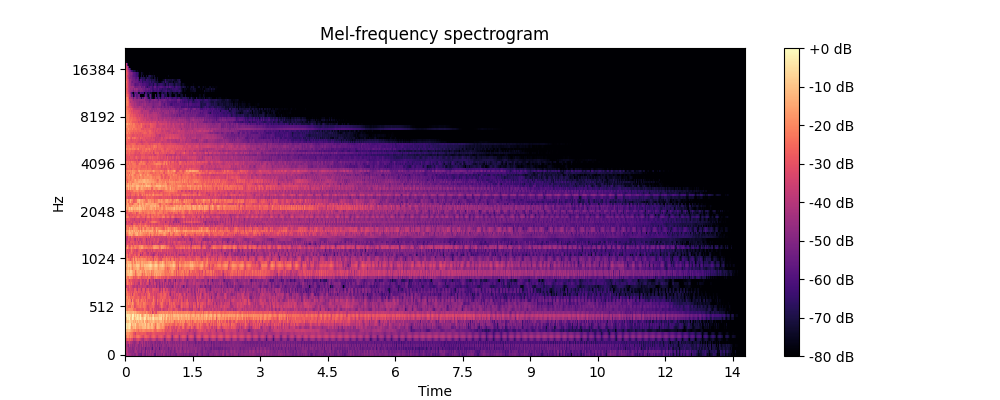 Mel-frequency spectrogram
Hz
16384
8192
4096
2048
1024
512
0
0 1.5 3 4.5 6 7.5 9 10 12 14
Time
+0 dB
-10 dB
-20 dB
-30 dB
-40 dB
-50 dB
-60 dB
-70 dB
-80 dB